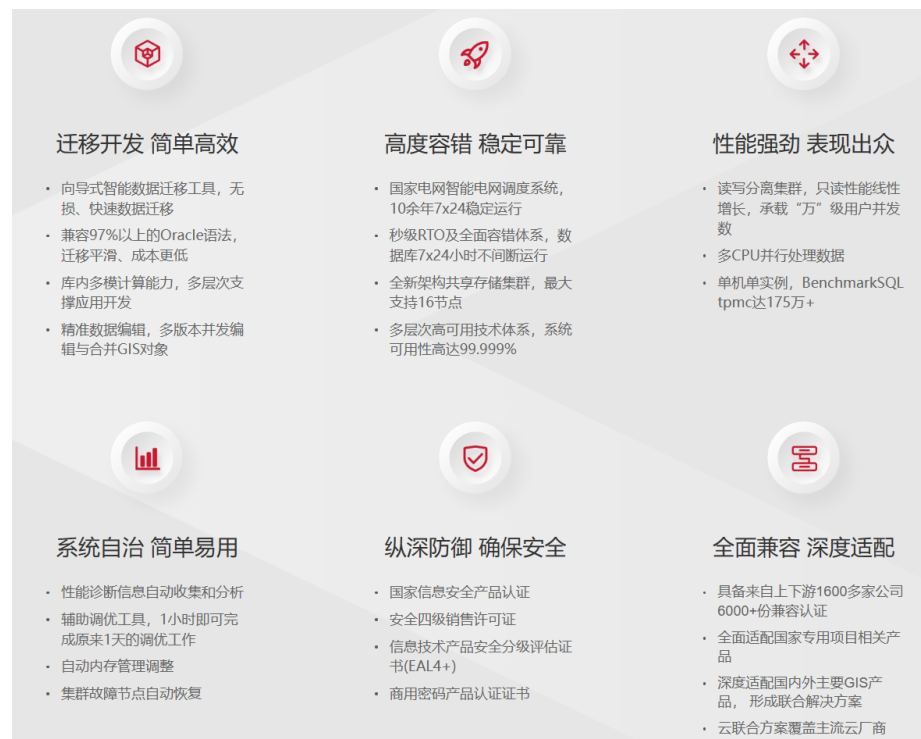 迁移开发 简单高效
• 向导式智能数据迁移工具，无
损、快速数据迁移
• 兼容97%以上的Oracle语法，
迁移平滑、成本更低
• 库内多模计算能力，多层次支
撑应用开发
• 精准数据编辑，多版本并发编
辑与合并GIS对象
高度容错 稳定可靠
• 国家电网智能电网调度系统，
10余年7x24稳定运行
• 秒级RTO及全面容错体系，数
据库7x24小时不间断运行
• 全新架构共享存储集群，最大
支持16节点
• 多层次高可用技术体系，系统
可用性高达99.999%
性能强劲 表现出众
• 读写分离集群，只读性能线性
增长，承载“万”级用户并发
数
• 多CPU并行处理数据
• 单机单实例，BenchmarkSQL
tpmc达175万+
系统自治 简单易用
• 性能诊断信息自动收集和分析
• 辅助调优工具，1小时即可完
成原来1天的调优工作
• 自动内存管理调整
• 集群故障节点自动恢复
纵深防御 确保安全
• 国家信息安全产品认证
• 安全四级销售许可证
• 信息技术产品安全分级评估证
书(EAL4+)
• 商用密码产品认证证书
全面兼容 深度适配
• 具备来自上下游1600多家公司
6000+份兼容认证
• 全面适配国家专用项目相关产
品
• 深度适配国内外主要GIS产
品， 形成联合解决方案
• 云联合方案覆盖主流云厂商